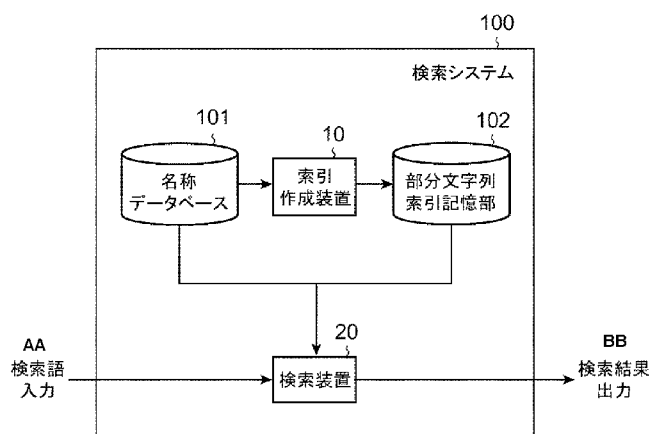 100
検索システム
101
10
102
名称
データベース
索引
作成装置
部分文字列
索引記憶部
AA
検索語
入力
20
検索装置
BB
検索結果
出力